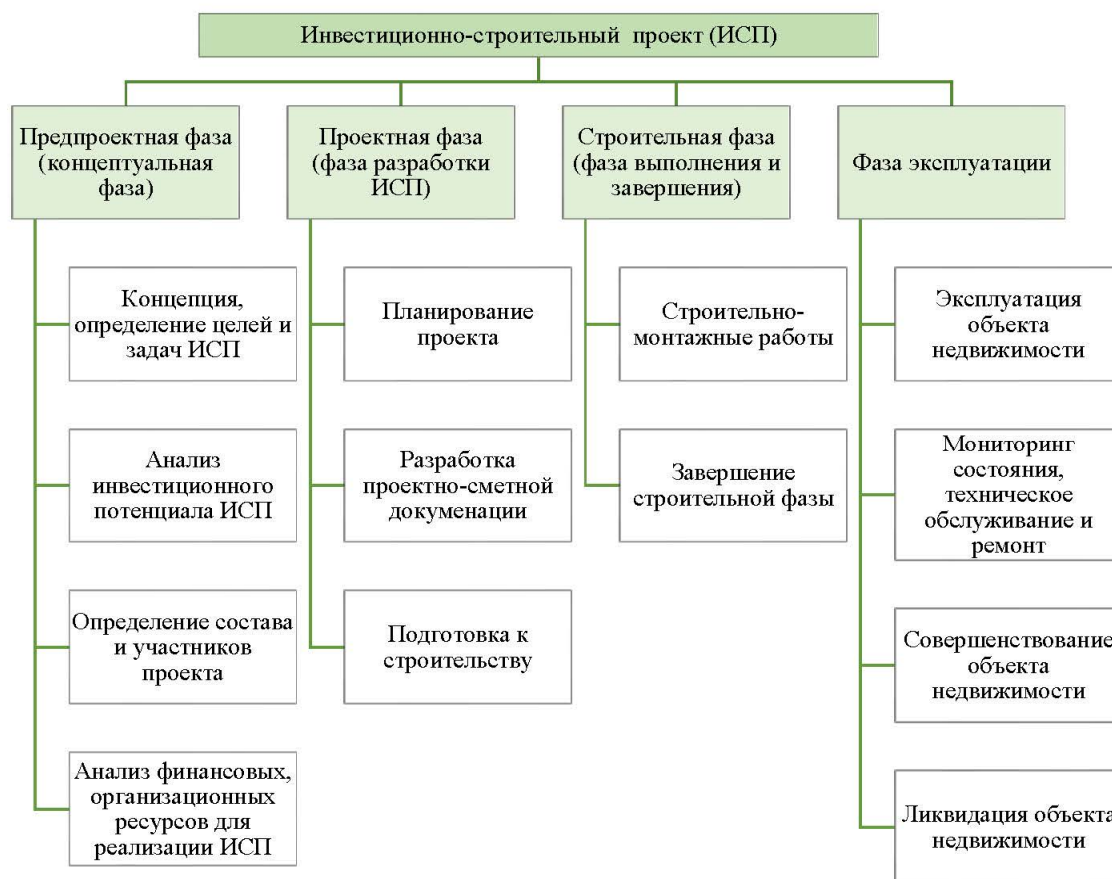 Инвестиционно-строительный проект (ИСП)
Предпроектная фаза
(концептуальная
фаза)
Проектная фаза
(фаза разработки
ИСП)
Строительная фаза
(фаза выполнения и
завершения)
Фаза эксплуатации
Концепция,
определение целей и
задач ИСП
Анализ
инвестиционного
потенциала ИСП
Определение состава
и участников
проекта
Анализ финансовых,
организационных
ресурсов для
реализации ИСП
Планирование
проекта
Разработка
проектно-сметной
докуменации
Подготовка к
строительству
Строительно-
монтажные работы
Завершение
строительной фазы
Эксплуатация
объекта
недвижимости
Мониторинг
состояния,
техническое
обслуживание и
ремонт
Совершенствование
объекта
недвижимости
Ликвидация объекта
недвижимости